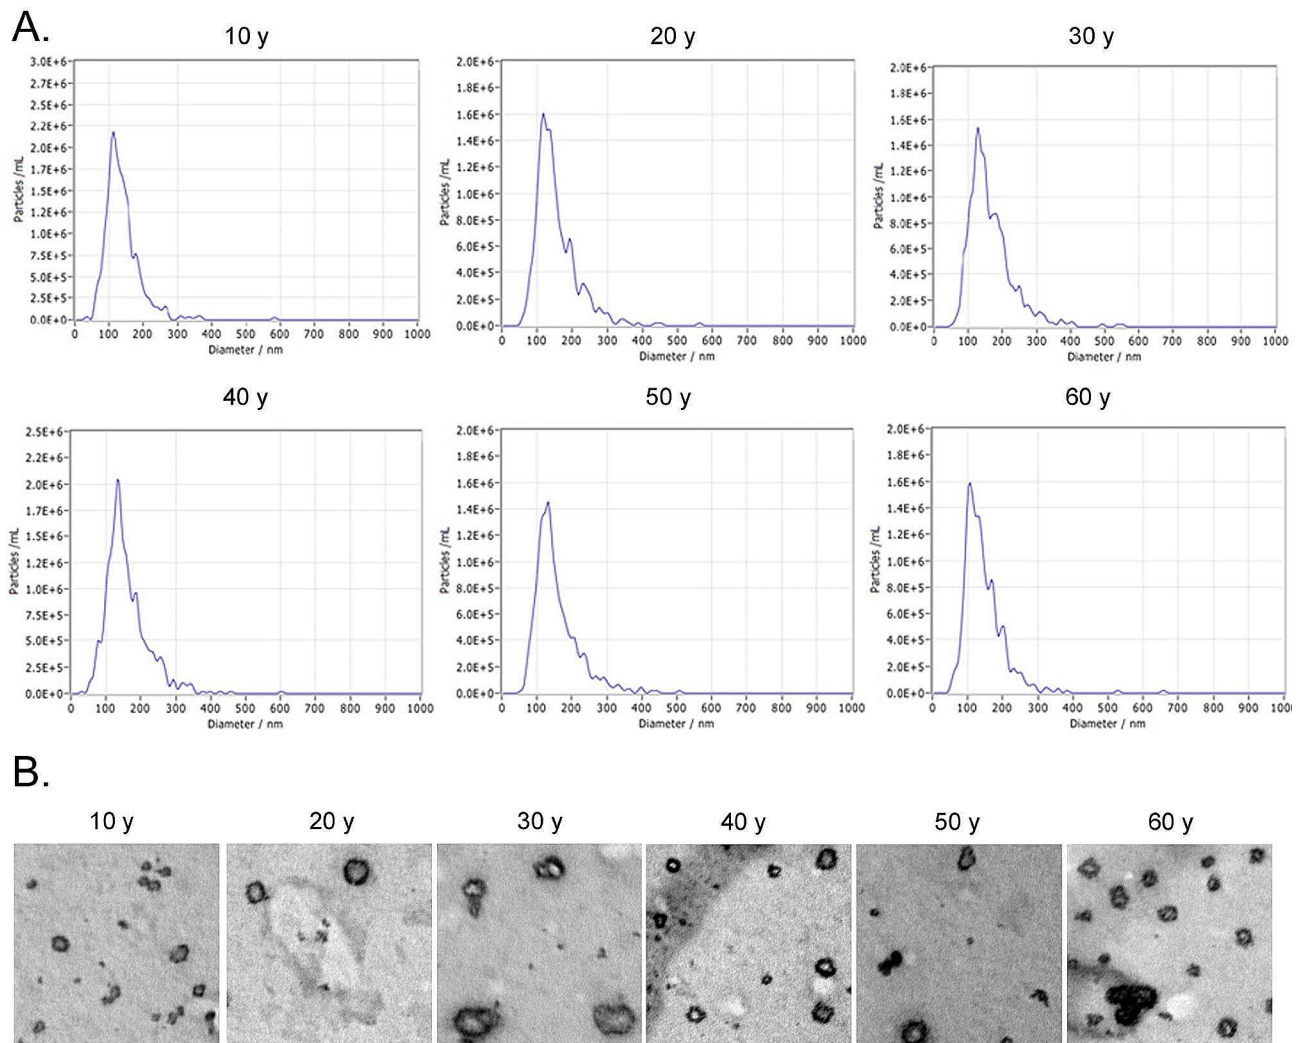 A.
10 y
20 y
30 y
3.0E+6
2.7E+6
2.5E+6
2.2E+6
2.0E+6
1.7E+6
1.5E+6
1.2E+6
1.0E+6
7.5E+5
5.0E+5
2.5E+5
0.0E+0
Particles /mL
0 100 200 300 400 500 600 700 800 900 1000
Diameter / nm
2.0E+6
1.8E+6
1.6E+6
1.4E+6
1.2E+6
1.0E+6
8.0E+5
6.0E+5
4.0E+5
2.0E+5
0.0E+0
Particles /mL
0 100 200 300 400 500 600 700 800 900 1000
Diameter / nm
2.0E+6
1.8E+6
1.6E+6
1.4E+6
1.2E+6
1.0E+6
8.0E+5
6.0E+5
4.0E+5
2.0E+5
0.0E+0
Particles /mL
0 100 200 300 400 500 600 700 800 900 1000
Diameter / nm
40 y
50 y
60 y
2.5E+6
2.2E+6
2.0E+6
1.7E+6
1.5E+6
1.2E+6
1.0E+6
7.5E+5
5.0E+5
2.5E+5
0.0E+0
Particles /mL
0 100 200 300 400 500 600 700 800 900 1000
Diameter / nm
2.0E+6
1.8E+6
1.6E+6
1.4E+6
1.2E+6
1.0E+6
8.0E+5
6.0E+5
4.0E+5
2.0E+5
0.0E+0
Particles /mL
0 100 200 300 400 500 600 700 800 900 1000
Diameter / nm
2.0E+6
1.8E+6
1.6E+6
1.4E+6
1.2E+6
1.0E+6
8.0E+5
6.0E+5
4.0E+5
2.0E+5
0.0E+0
Particles /mL
0 100 200 300 400 500 600 700 800 900 100
Diameter / nm
B.
10 y
20 y
30 y
40 y
50 y
60 y